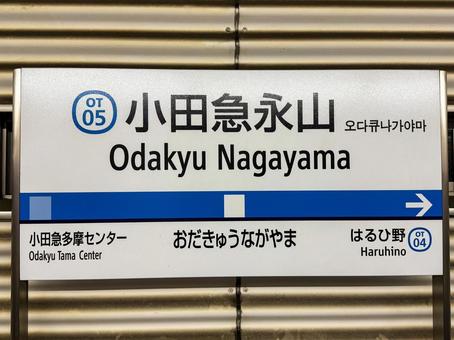 OT
05
小田急永山
오다큐나가야마
Odakyu Nagayama
小田急多摩センター
Odakyu Tama Center
おだきゅうながやま
はるひ野
Haruhino
OT
04